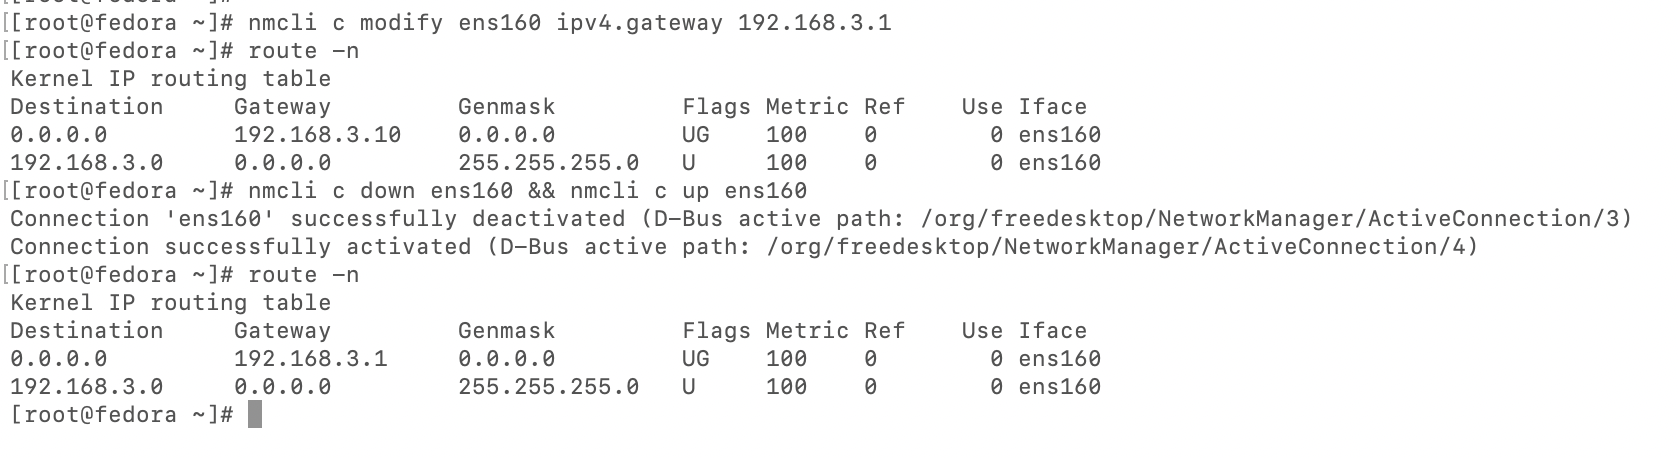 [[root@fedora ~]# nmcli c modify ens160 ipv4.gateway 192.168.3.1
[[root@fedora ~]# route -n
Kernel IP routing table
Destination     Gateway         Genmask         Flags Metric Ref    Use Iface
0.0.0.0         192.168.3.10    0.0.0.0         UG    100    0        0 ens160
192.168.3.0     0.0.0.0         255.255.255.0   U     100    0        0 ens160
[[root@fedora ~]# nmcli c down ens160 && nmcli c up ens160
Connection 'ens160' successfully deactivated (D-Bus active path: /org/freedesktop/NetworkManager/ActiveConnection/3)
Connection successfully activated (D-Bus active path: /org/freedesktop/NetworkManager/ActiveConnection/4)
[[root@fedora ~]# route -n
Kernel IP routing table
Destination     Gateway         Genmask         Flags Metric Ref    Use Iface
0.0.0.0         192.168.3.1     0.0.0.0         UG    100    0        0 ens160
192.168.3.0     0.0.0.0         255.255.255.0   U     100    0        0 ens160
[root@fedora ~]#